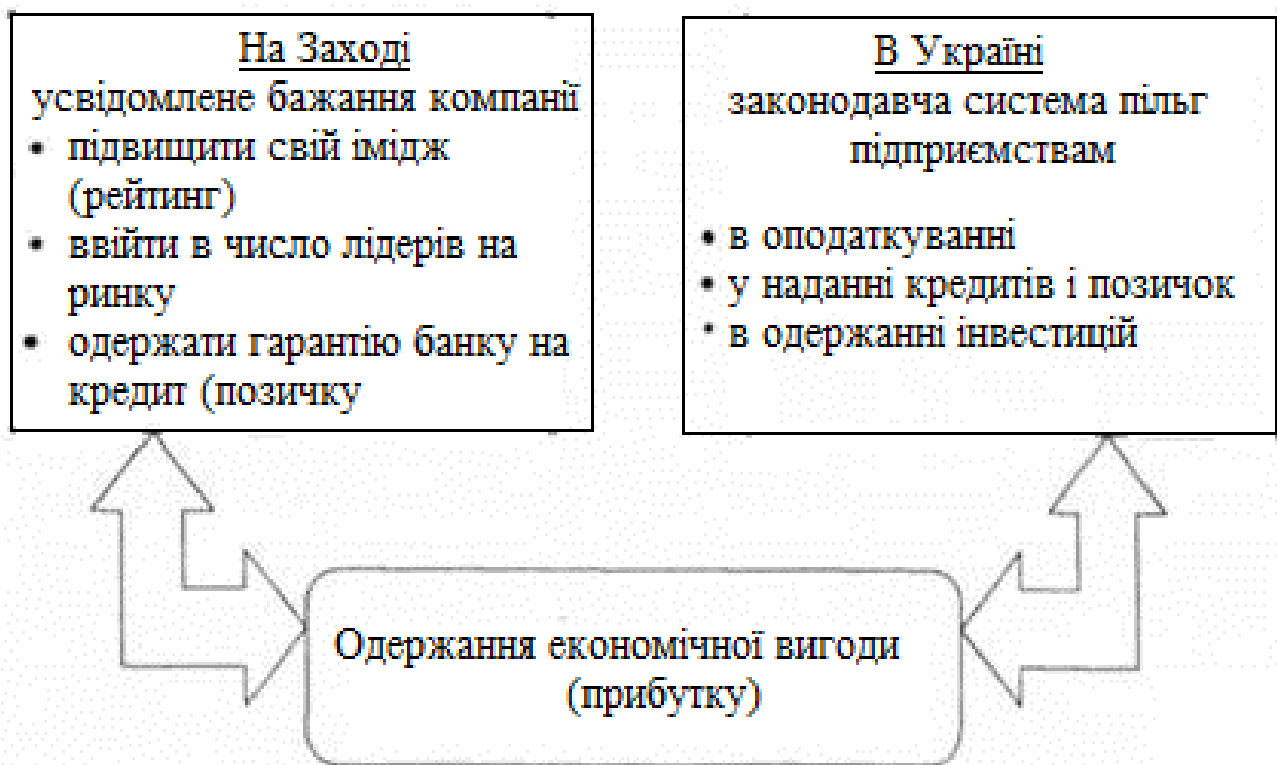 На Заході
усвідомлене бажання компанії
• підвищити свій імідж
(рейтинг)
• ввійти в число лідерів на
ринку
• одержати гарантію банку на
кредит (позичку
В Україні
законодавча система пільг
підприємствам
• в оподаткуванні
• у наданні кредитів і позичок
• в одержанні інвестицій
Одержання економічної вигоди
(прибутку)